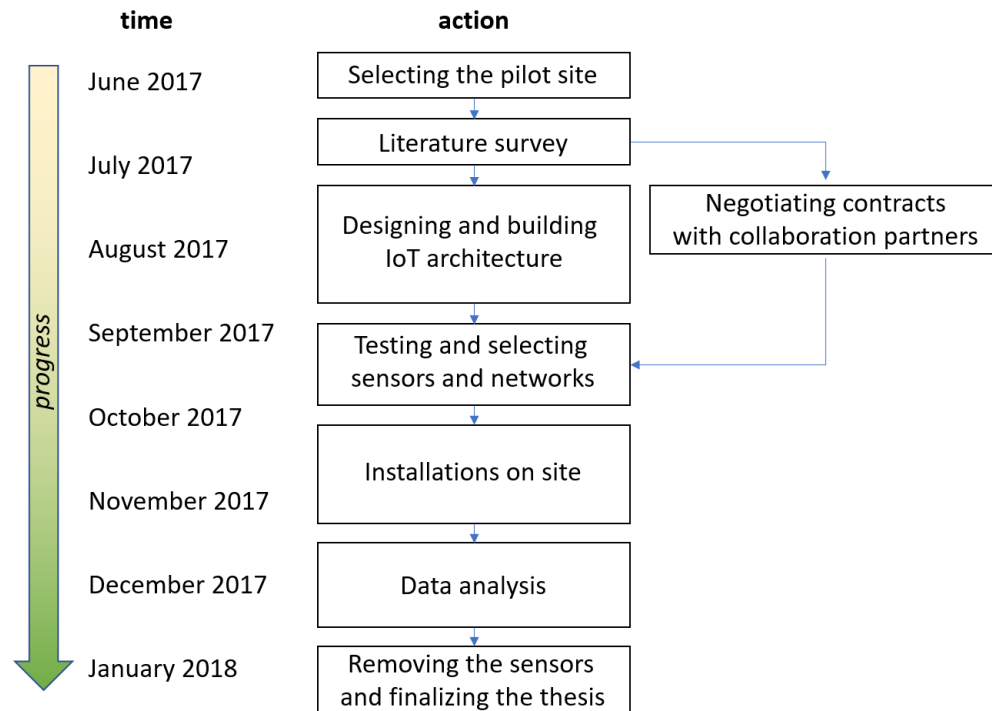 time
action
June 2017
Selecting the pilot site
Literature survey
July 2017
Negotiating contracts
with collaboration partners
Designing and building
IoT architecture
August 2017
September 2017
Testing and selecting
sensors and networks
progress
October 2017
Installations on site
November 2017
December 2017
Data analysis
January 2018
Removing the sensors
and finalizing the thesis